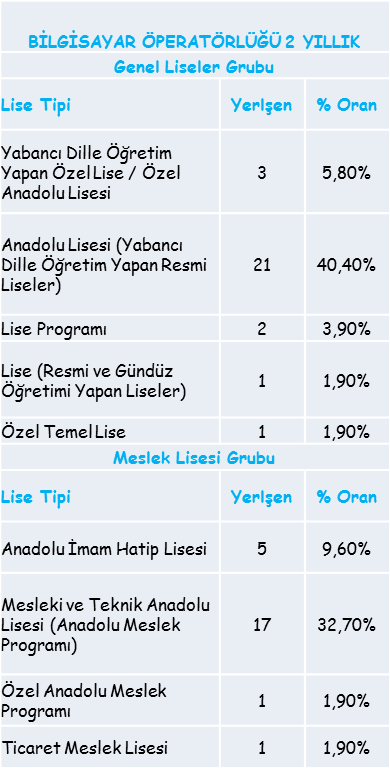 BİLGİSAYAR ÖPERATÖRLÜĞÜ 2 YILLIK
Genel Liseler Grubu
Lise Tipi Yerlşen % Oran
Yabancı Dille Öğretim
Yapan Özel Lise / Özel
Anadolu Lisesi
3 5,80%
Anadolu Lisesi (Yabancı
Dille Öğretim Yapan Resmi
Liseler)
21 40,40%
Lise Programı 2 3,90%
Lise (Resmi ve Gündüz
Öğretimi Yapan Liseler)
1 1,90%
Özel Temel Lise 1 1,90%
Meslek Lisesi Grubu
Lise Tipi Yerlşen % Oran
Anadolu İmam Hatip Lisesi 5 9,60%
Mesleki ve Teknik Anadolu
Lisesi (Anadolu Meslek
Programı)
17 32,70%
Özel Anadolu Meslek
Programı
1 1,90%
Ticaret Meslek Lisesi 1 1,90%